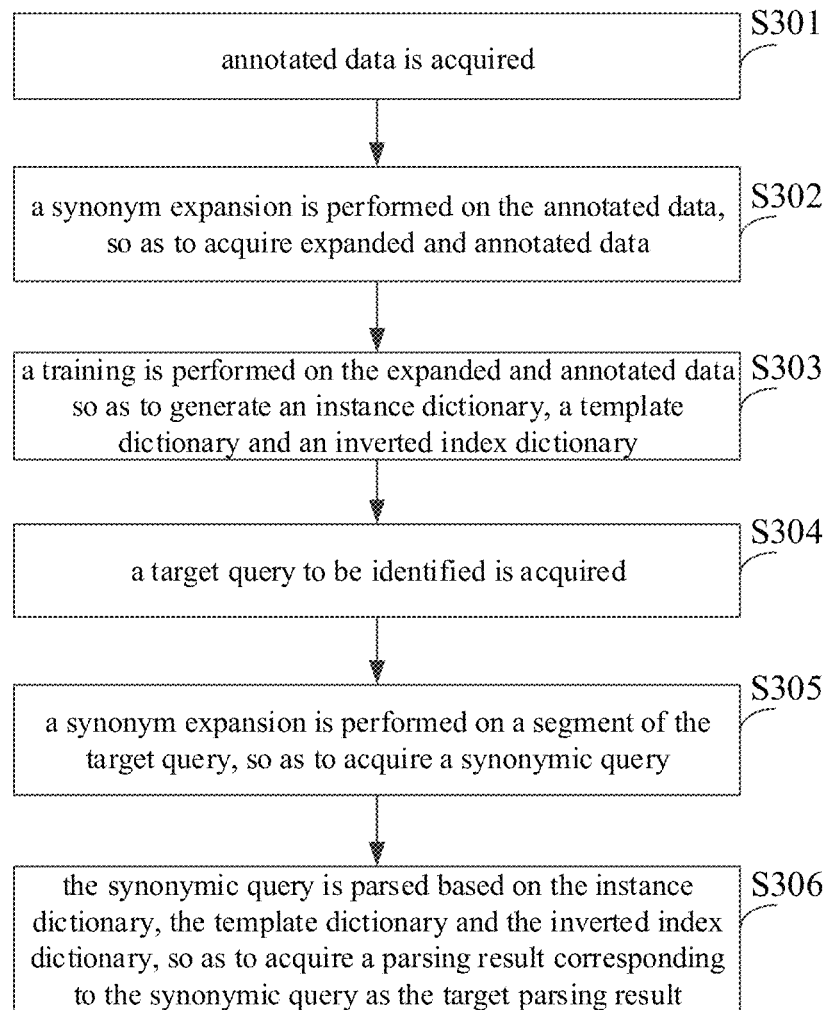 S301
annotated data is acquired
S302
a synonym expansion is performed on the annotated data,
so as to acquire expanded and annotated data
S303
a training is performed on the expanded and annotated data
so as to generate an instance dictionary, a template
dictionary and an inverted index dictionary
S304
a target query to be identified is acquired
S305
a synonym expansion is performed on a segment of the
target query, so as to acquire a synonymic query
S306
the synonymic query is parsed based on the instance
dictionary, the template dictionary and the inverted index
dictionary, so as to acquire a parsing result corresponding
to the synonymic query as the target parsing result